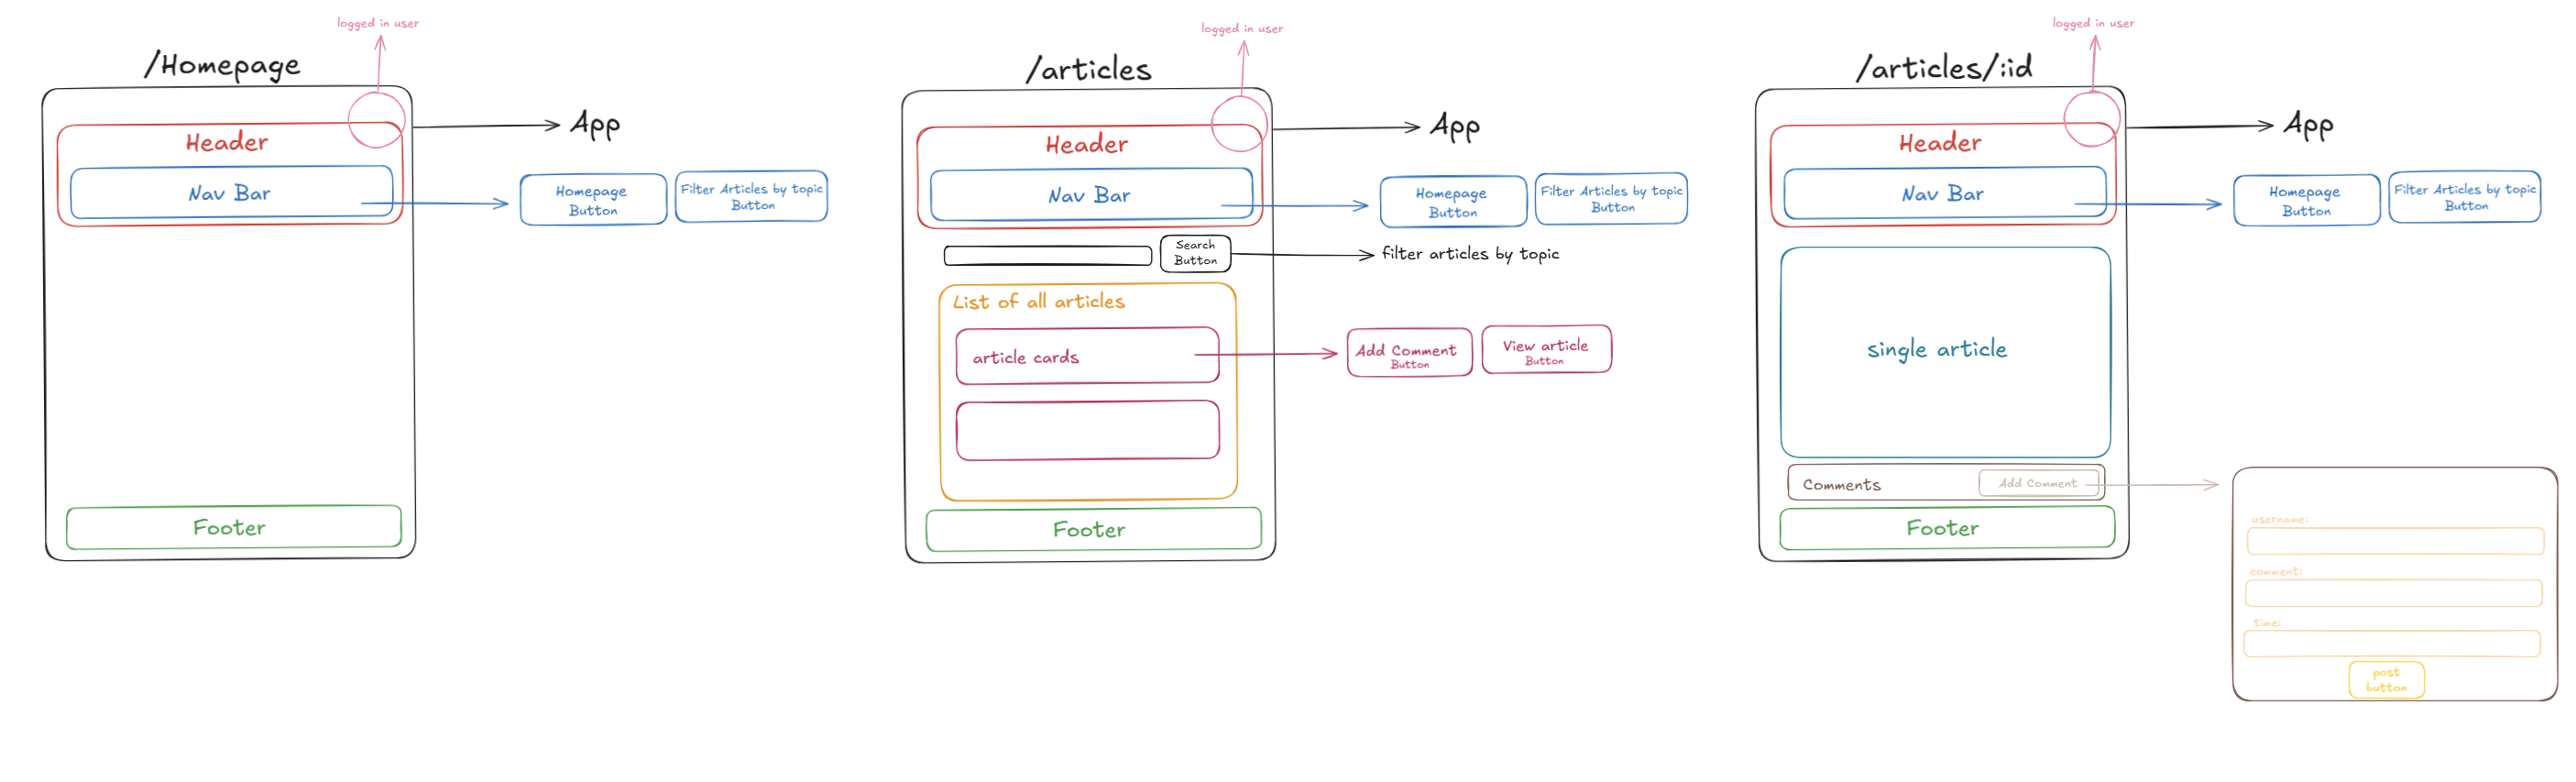 logged in user
/Homepage
Header
Nav Bar
App
Homepage
Button
Filter Articles by topic
Button
Footer
logged in user
/articles
Header
Nav Bar
App
Homepage
Button
Filter Articles by topic
Button
Search
Button
filter articles by topic
List of all articles
article cards
Add Comment
Button
View article
Button
Footer
logged in user
/articles/:id
Header
Nav Bar
App
Homepage
Button
Filter Articles by topic
Button
single article
Comments
Add Comment
Footer
username:
comment:
time:
post
button